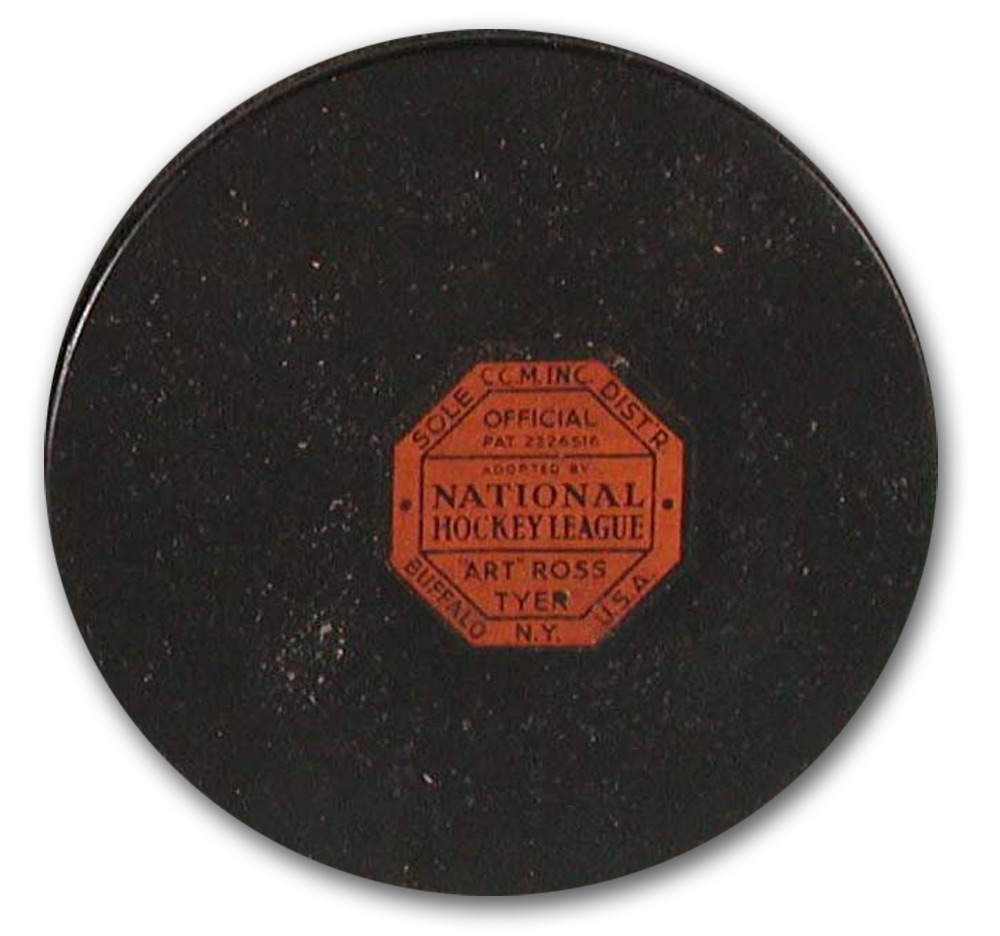 SOLE C.C.M. INC. DISTR.
OFFICIAL
PAT. 2226516
ADOPTED BY
NATIONAL
HOCKEY LEAGUE
"ART" ROSS
TYER
BUFFALO N.Y. U.S.A.